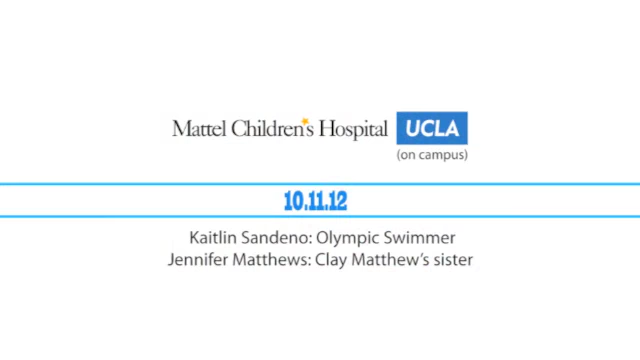 Mattel Children's Hospital UCLA
(on campus)
10.11.12
Kaitlin Sandeno: Olympic Swimmer
Jennifer Matthews: Clay Matthew's sister